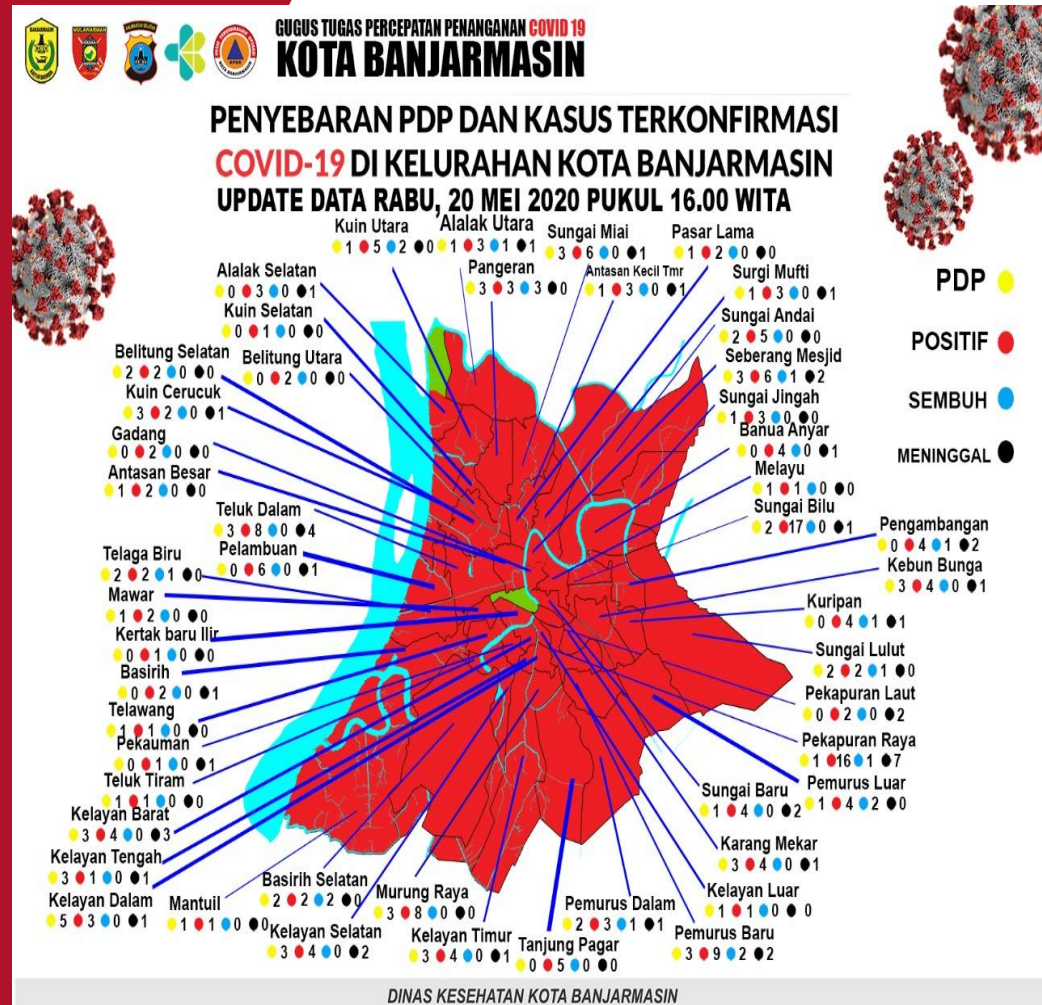 GUGUS TUGAS PERCEPATAN PENANGANAN COVID 19
KOTA BANJARMASIN
PENYEBARAN PDP DAN KASUS TERKONFIRMASI
COVID-19 DI KELURAHAN KOTA BANJARMASIN
UPDATE DATA RABU, 20 MEI 2020 PUKUL 16.00 WITA
Kuin Utara
1 5 2 0
Alalak Utara
1 3 1 1
Sungai Miai
3 6 0 1
Pasar Lama
1 2 0 0
Alalak Selatan
0 3 0 1
Pangeran
3 3 3 0
Antasan Kecil Tmr
1 3 0 1
Surgi Mufti
1 3 0 1
Kuin Selatan
0 1 0 0
Sungai Andai
2 5 0 0
Belitung Selatan
2 2 0 0
Belitung Utara
0 2 0 0
Seberang Mesjid
3 6 1 2
Kuin Cerucuk
3 2 0 1
Sungai Jingah
1 3 0 0
Gadang
0 2 0 0
Banua Anyar
0 4 0 1
Antasan Besar
1 2 0 0
Melayu
1 1 0 0
Teluk Dalam
3 8 0 4
Sungai Bilu
2 17 0 1
Pelambuan
0 6 0 1
Pengambangan
0 4 1 2
Telaga Biru
2 2 1 0
Kebun Bunga
3 4 0 1
Mawar
1 2 0 0
Kuripan
0 4 1 1
Kertak baru Ilir
0 1 0 0
Sungai Lulut
2 2 1 0
Basirih
0 2 0 1
Pekapuran Laut
0 2 0 2
Telawang
1 1 0 0
Pekapuran Raya
1 16 1 7
Pekauman
0 1 0 1
Pemurus Luar
1 4 2 0
Teluk Tiram
1 1 0 0
Sungai Baru
1 4 0 2
Kelayan Barat
3 4 0 3
Karang Mekar
3 4 0 1
Kelayan Tengah
3 1 0 1
Kelayan Luar
1 1 0 0
Kelayan Dalam
5 3 0 1
Mantuil
1 1 0 0
Basirih Selatan
2 2 2 0
Murung Raya
3 8 0 0
Pemurus Dalam
2 3 1 1
Pemurus Baru
3 9 2 2
Kelayan Selatan
3 4 0 2
Kelayan Timur
3 4 0 1
Tanjung Pagar
0 5 0 0
PDP
POSITIF
SEMBUH
MENINGGAL
DINAS KESEHATAN KOTA BANJARMASIN